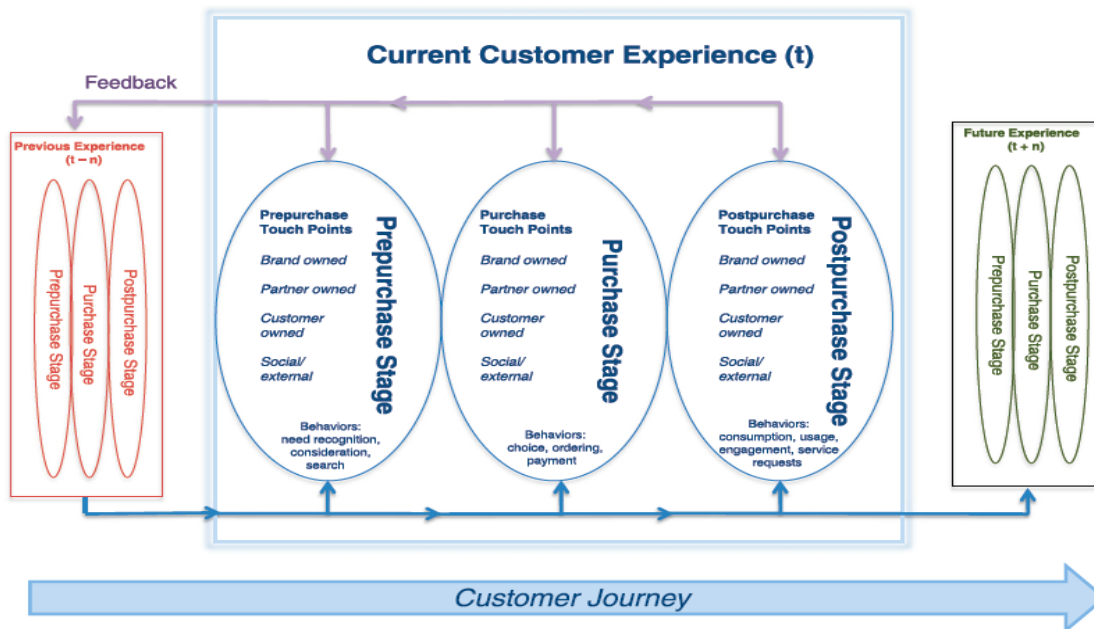 Current Customer Experience (t)
Feedback
Previous Experience
(t – n)
Prepurchase Stage
Purchase Stage
Postpurchase Stage
Prepurchase
Touch Points
Brand owned
Partner owned
Customer
owned
Social/
external
Prepurchase Stage
Behaviors:
need recognition,
consideration,
search
Purchase
Touch Points
Brand owned
Partner owned
Customer
owned
Social/
external
Purchase Stage
Behaviors:
choice, ordering,
payment
Postpurchase
Touch Points
Brand owned
Partner owned
Customer
owned
Social/
external
Postpurchase Stage
Behaviors:
consumption, usage,
engagement, service
requests
Future Experience
(t + n)
Prepurchase Stage
Purchase Stage
Postpurchase Stage
Customer Journey